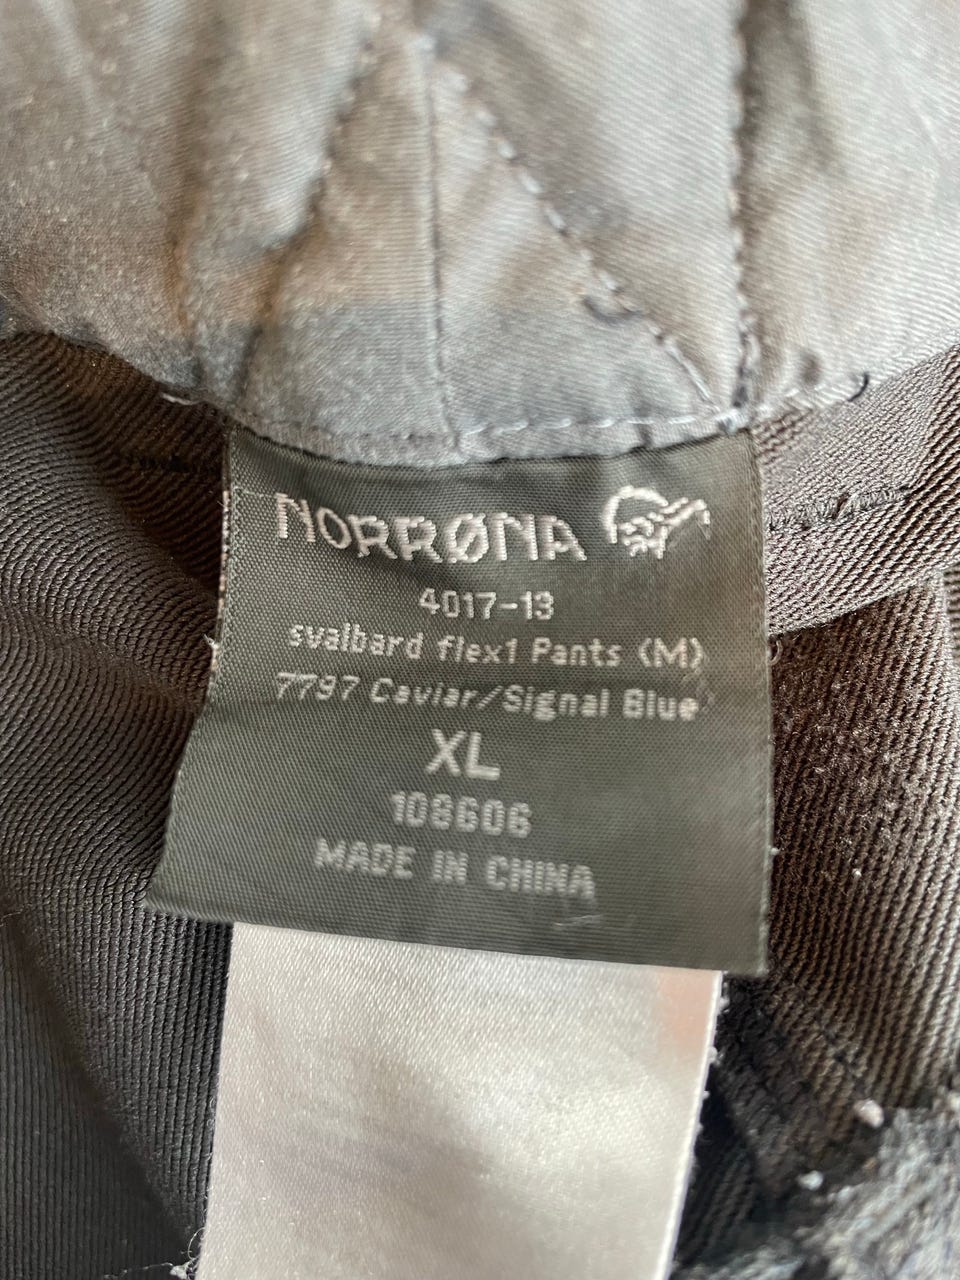 NORRØNA
4017-13
svalbard flex1 Pants (M)
7797 Caviar/Signal Blue
XL
108606
MADE IN CHINA